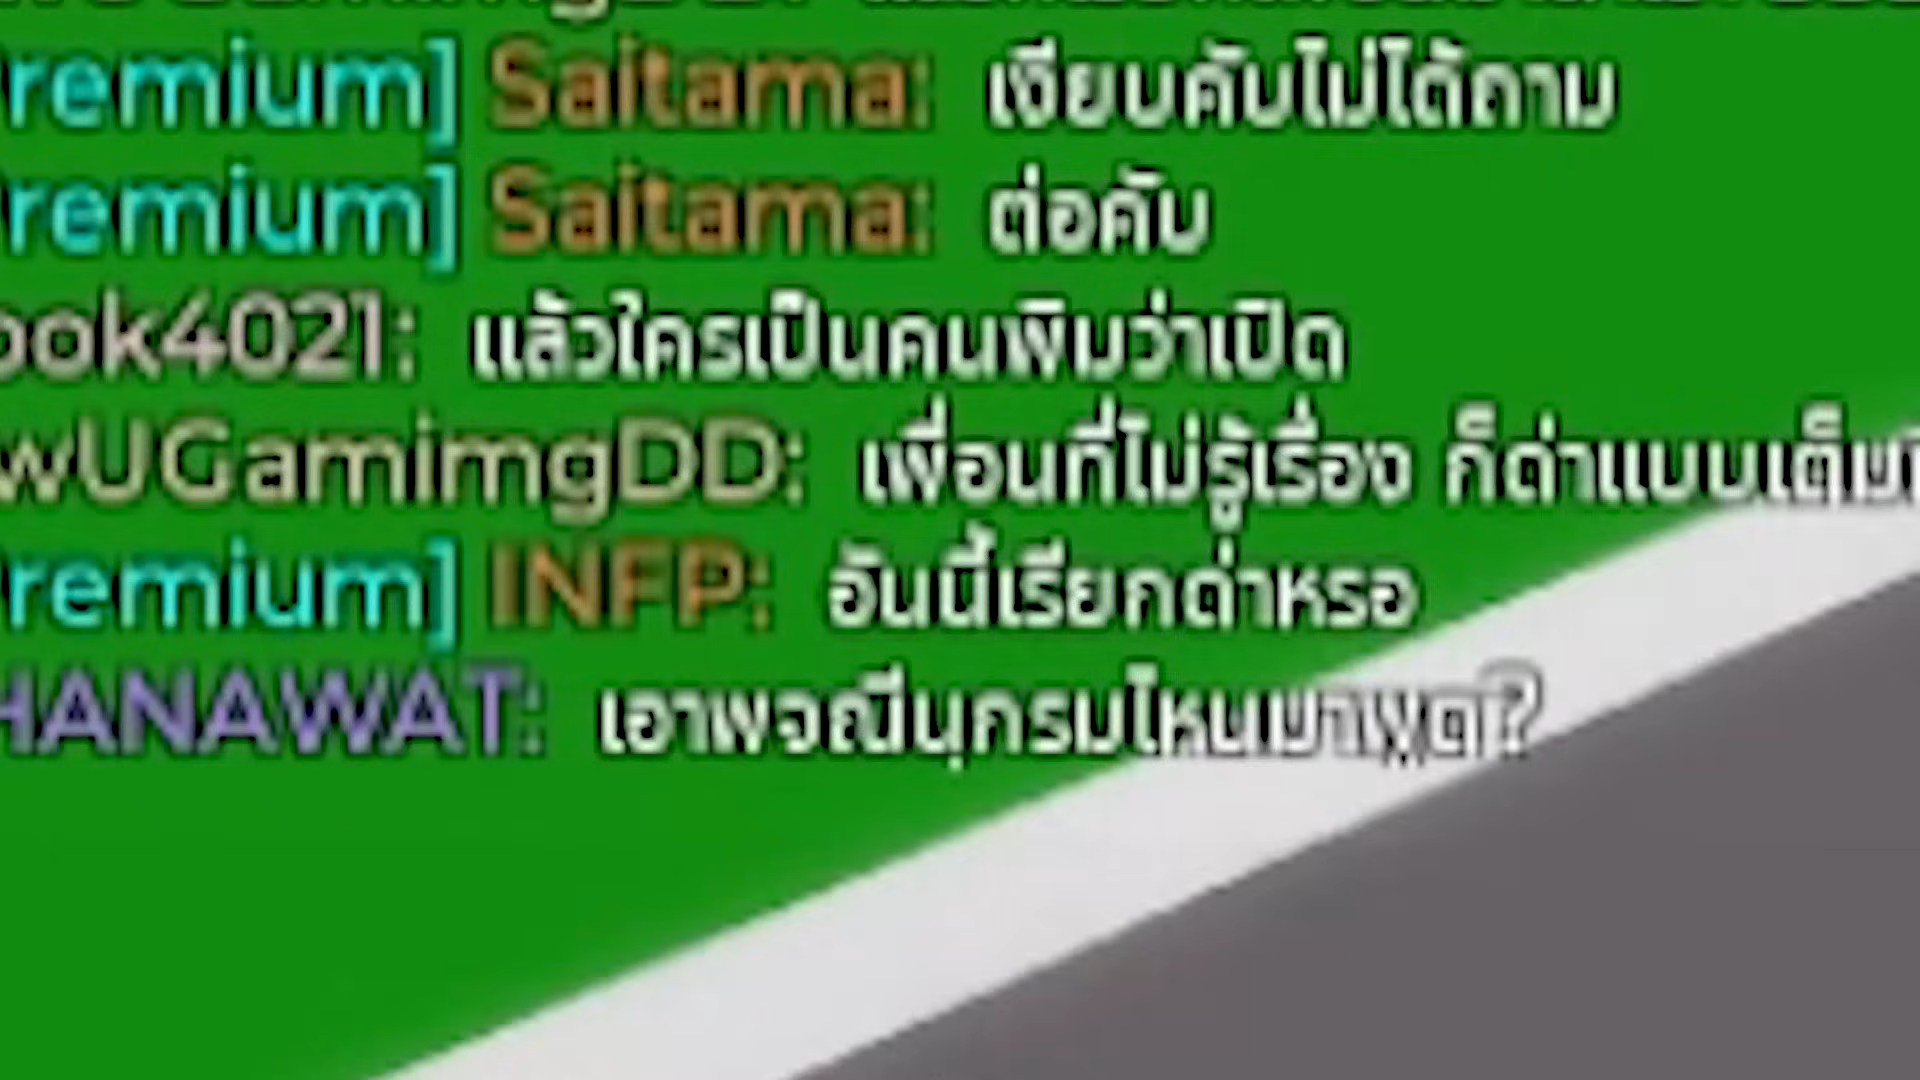 remium] Saitama: เงียบคับไม่ได้ถาม
remium] Saitama: ต่อคับ
ook4021: แล้วใครเป็นคนพิมว่าเปิด
wUGamimgDD: เพื่อนที่ไม่รู้เรื่อง ก็ด่าแบบเต็มที
remium] INFP: อันนี้เรียกด่าหรอ
HANAWAT: เอาพจณีนุกรมไหนมาพูด?